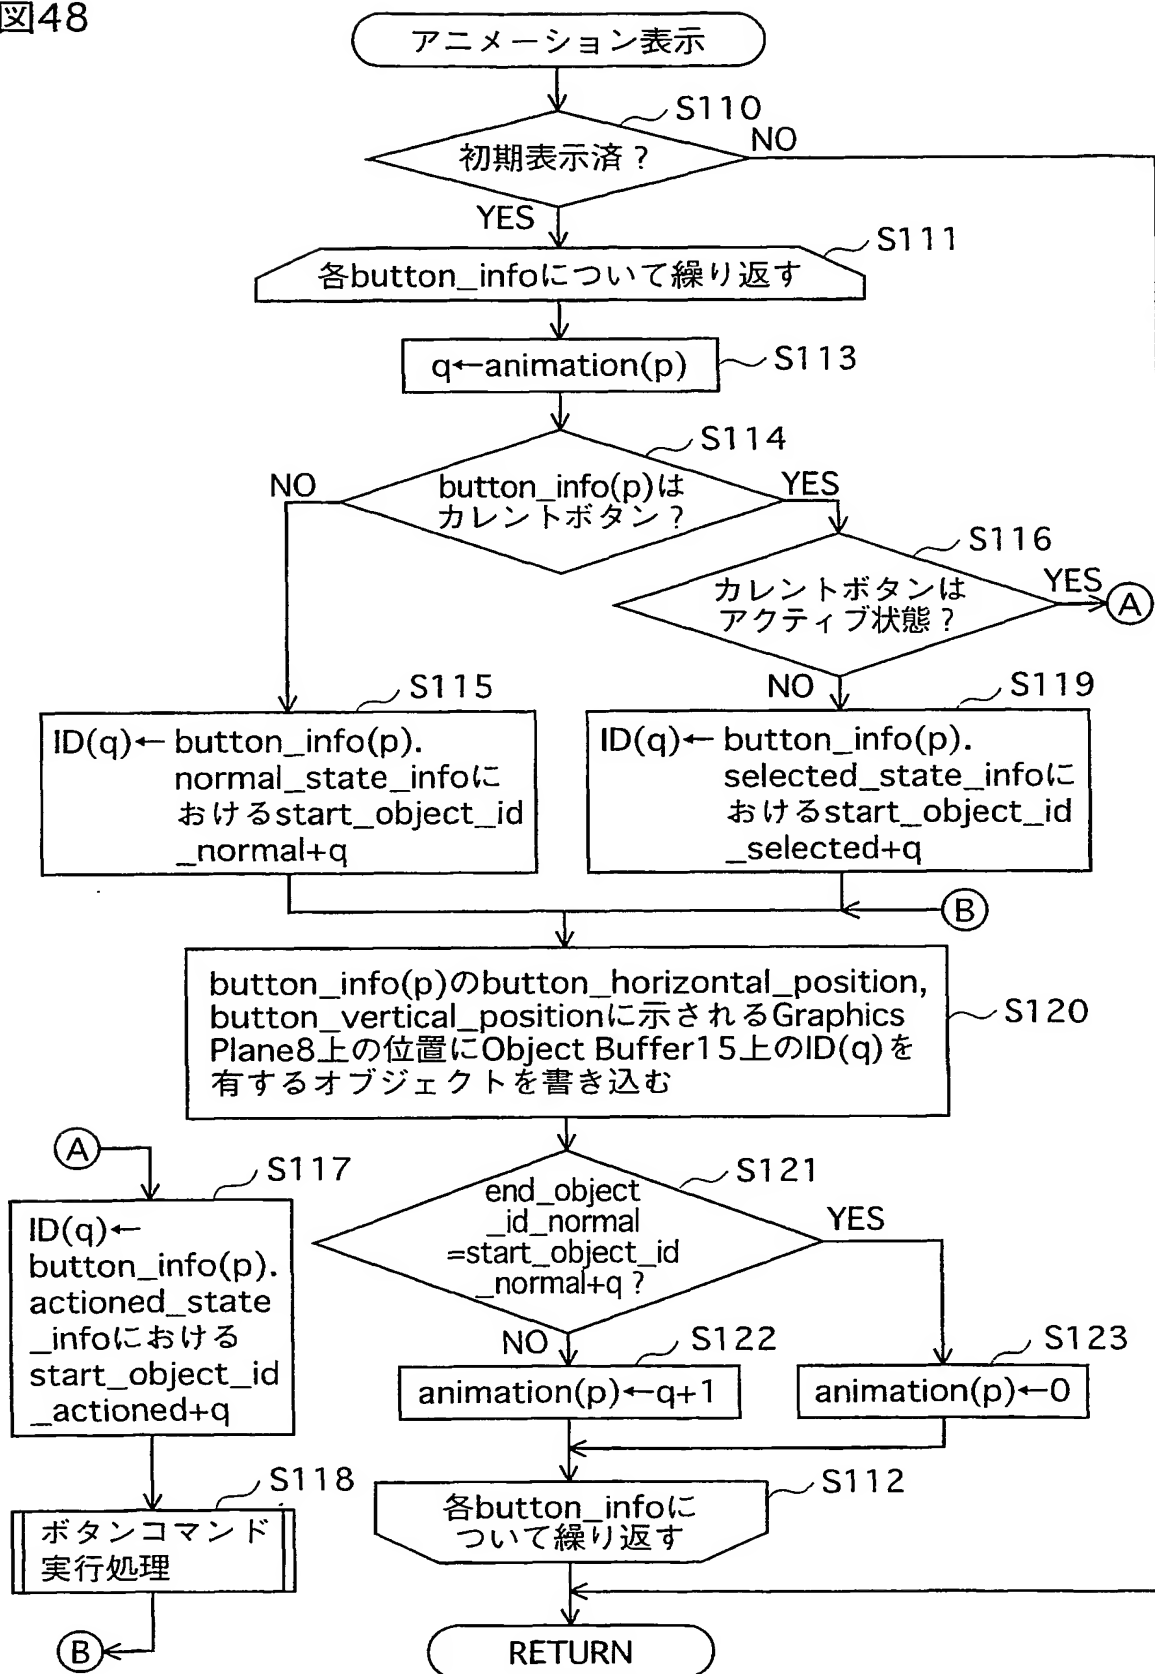 図48
アニメーション表示
S110
初期表示済?
NO
YES
S111
各button_infoについて繰り返す
q←animation(p)
S113
S114
NO
button_info(p)は
カレントボタン?
YES
S116
カレントボタンは
アクティブ状態?
YES
A
NO
S115
ID(q)← button_info(p).
normal_state_infoに
おけるstart_object_id
_normal+q
S119
ID(q)← button_info(p).
selected_state_infoに
おけるstart_object_id
_selected+q
B
button_info(p)のbutton_horizontal_position,
button_vertical_positionに示されるGraphics
Plane8上の位置にObject Buffer15上のID(q)を
有するオブジェクトを書き込む
S120
A
S117
ID(q)←
button_info(p).
actioned_state
_infoにおける
start_object_id
_actioned+q
S118
ボタンコマンド
実行処理
B
S121
end_object
_id_normal
=start_object_id
_normal+q?
YES
NO
S122
animation(p)←q+1
S123
animation(p)←0
S112
各button_infoに
ついて繰り返す
RETURN